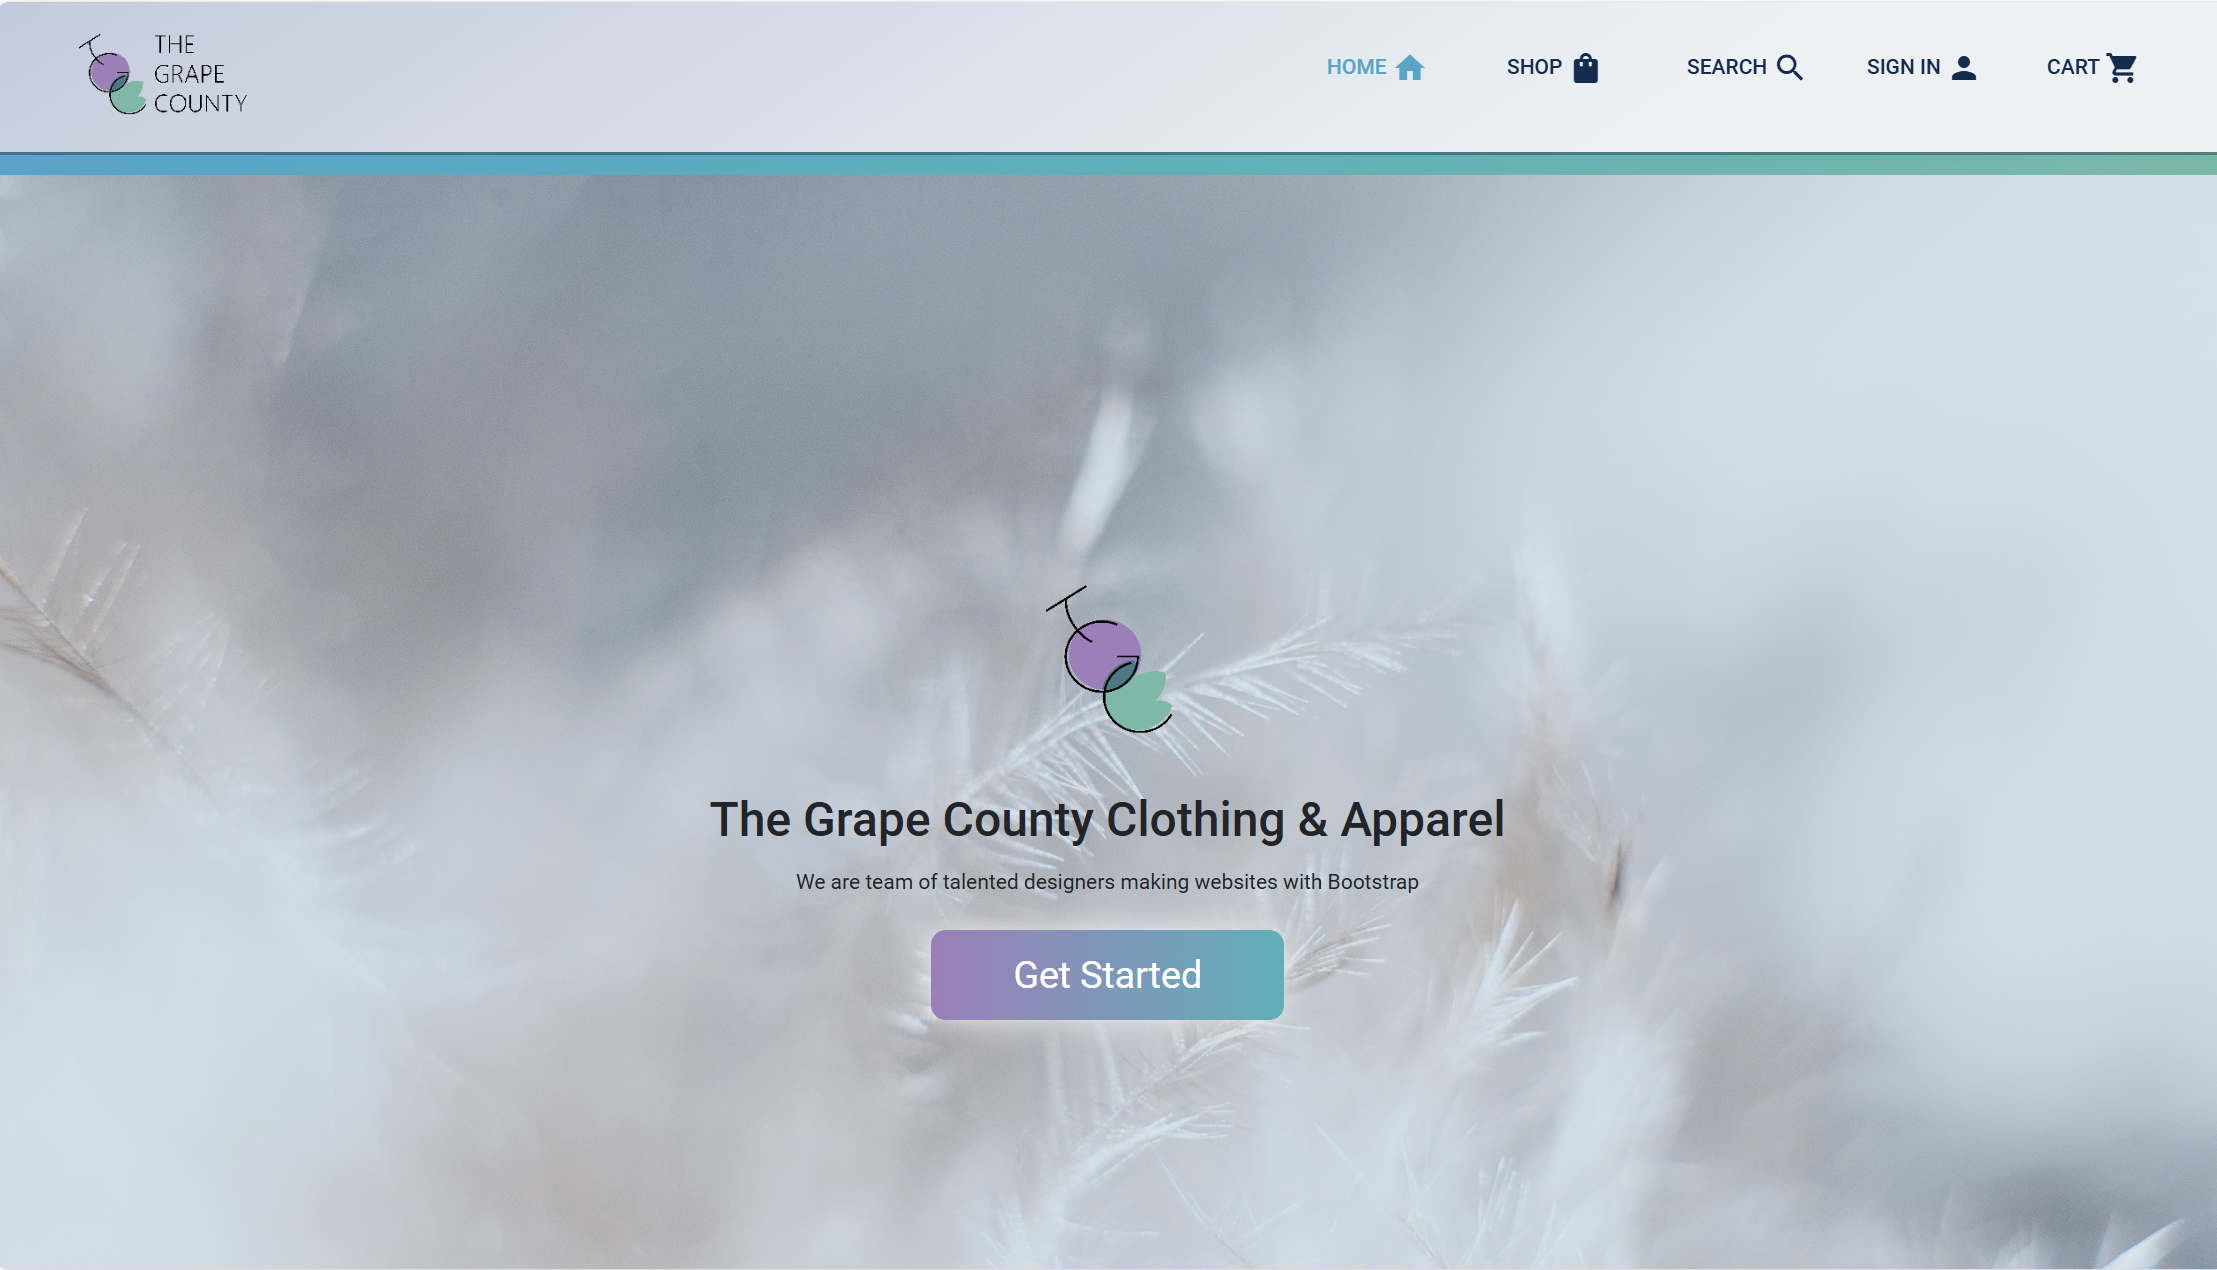 THE
GRAPE
COUNTY
HOME
SHOP
SEARCH
SIGN IN
CART
The Grape County Clothing & Apparel
We are team of talented designers making websites with Bootstrap
Get Started